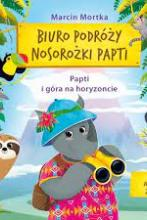 Marcin Mortka
BIURO PODRÓŻY
NOSOROŻKI PAPTI
Papti
i góra na horyzoncie